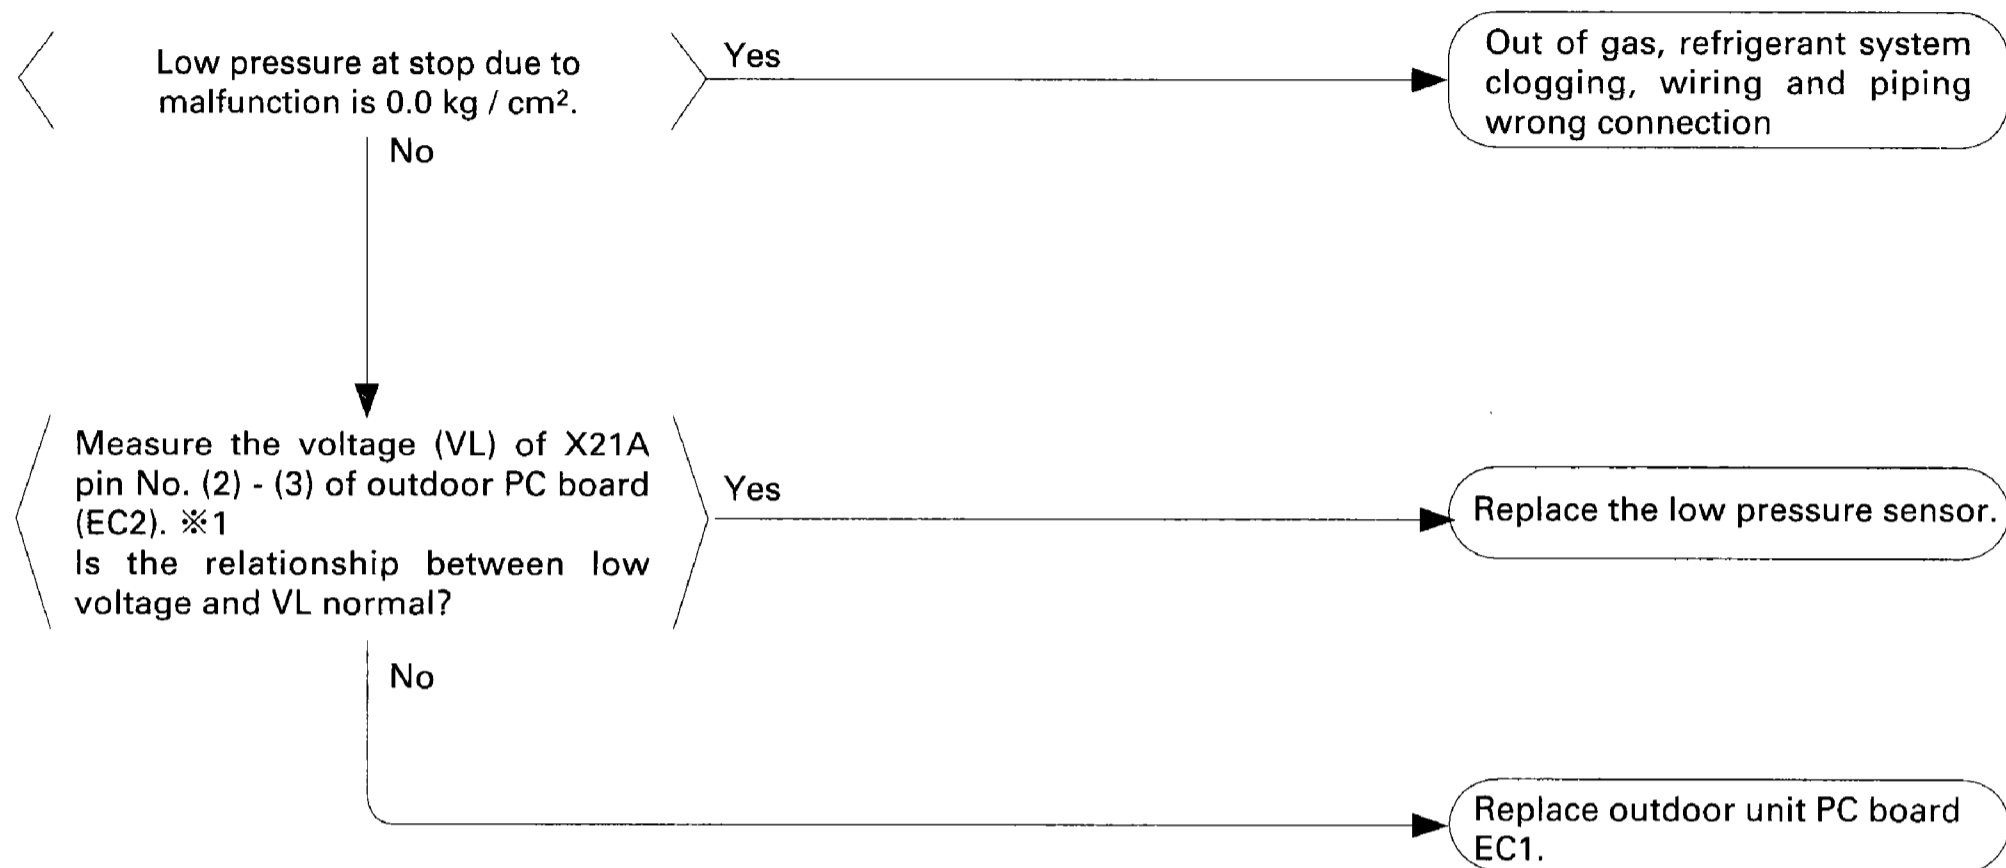 Low pressure at stop due to
malfunction is 0.0 kg / cm².
Yes
Out of gas, refrigerant system
clogging, wiring and piping
wrong connection
No
Measure the voltage (VL) of X21A
pin No. (2) - (3) of outdoor PC board
(EC2). ※1
Is the relationship between low
voltage and VL normal?
Yes
Replace the low pressure sensor.
No
Replace outdoor unit PC board
EC1.